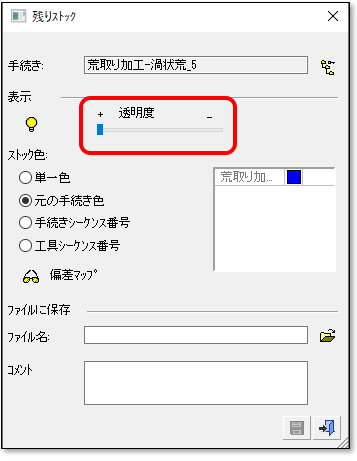 残りストック
手続き: 荒取り加工-渦状荒_5
表示
+ 透明度 -
ストック色:
単一色
荒取り加... 
元の手続き色
手続きシーケンス番号
工具シーケンス番号
偏差マップ
ファイルに保存
ファイル名:
コメント